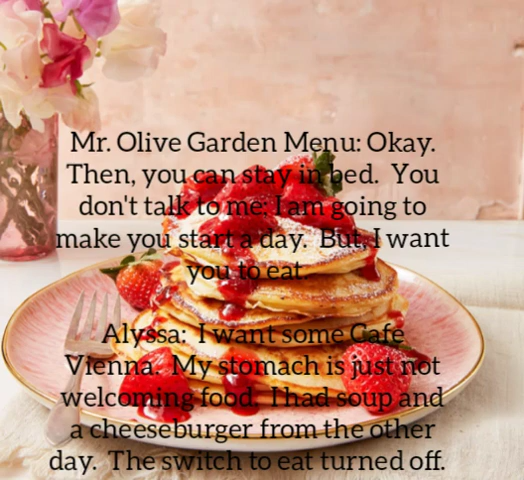 Mr. Olive Garden Menu: Okay.
Then, you can stay in bed.  You
don't talk to me; I am going to
make you start a day.  But, I want
you to eat.
Alyssa:  I want some Cafe
Vienna.  My stomach is just not
welcoming food.  I had soup and
a cheeseburger from the other
day.  The switch to eat turned off.